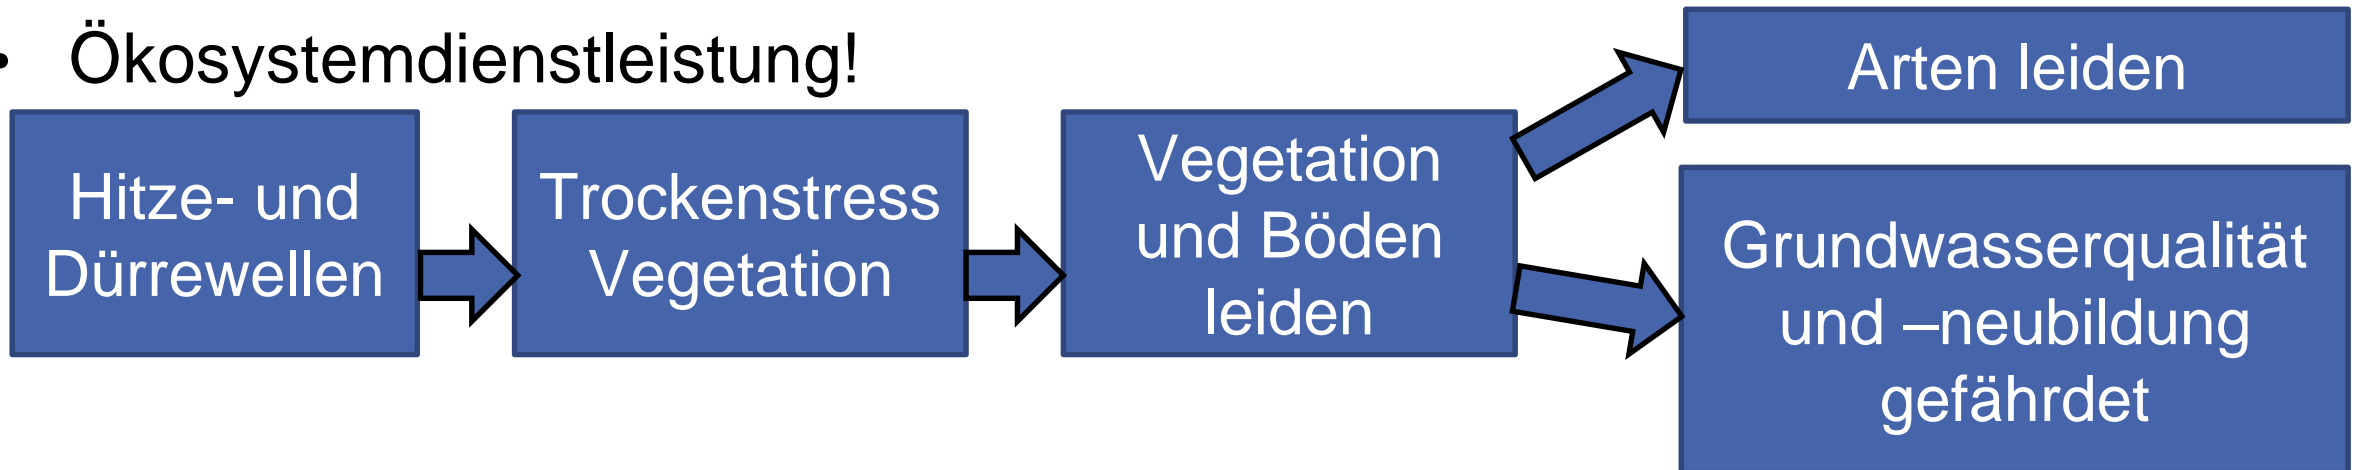 • Ökosystemdienstleistung!
Hitze- und
Dürrewellen
Trockenstress
Vegetation
Vegetation
und Böden
leiden
Arten leiden
Grundwasserqualität
und –neubildung
gefährdet